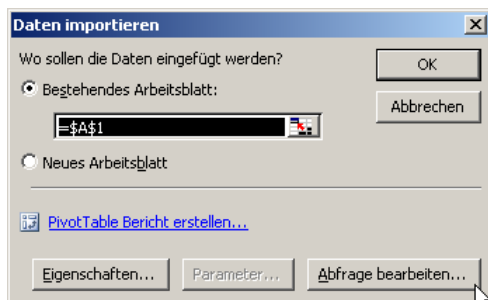 Daten importieren
Wo sollen die Daten eingefügt werden?
OK
Bestehendes Arbeitsblatt:
Abbrechen
=$A$1
Neues Arbeitsblatt
PivotTable Bericht erstellen...
Eigenschaften... Parameter... Abfrage bearbeiten...